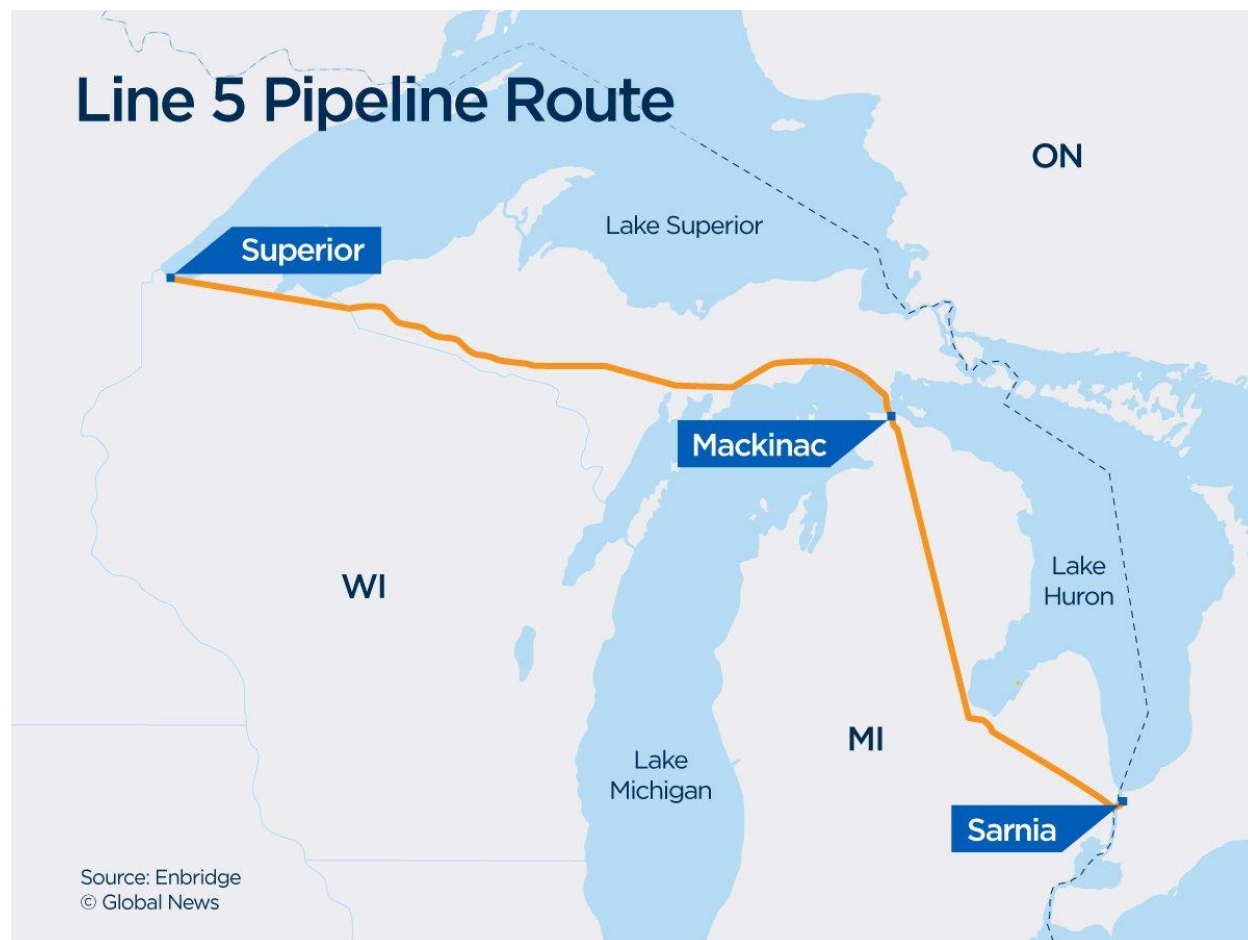 Line 5 Pipeline Route
ON
Lake Superior
Superior
Mackinac
Lake
Huron
WI
MI
Lake
Michigan
Sarnia
Source: Enbridge
© Global News